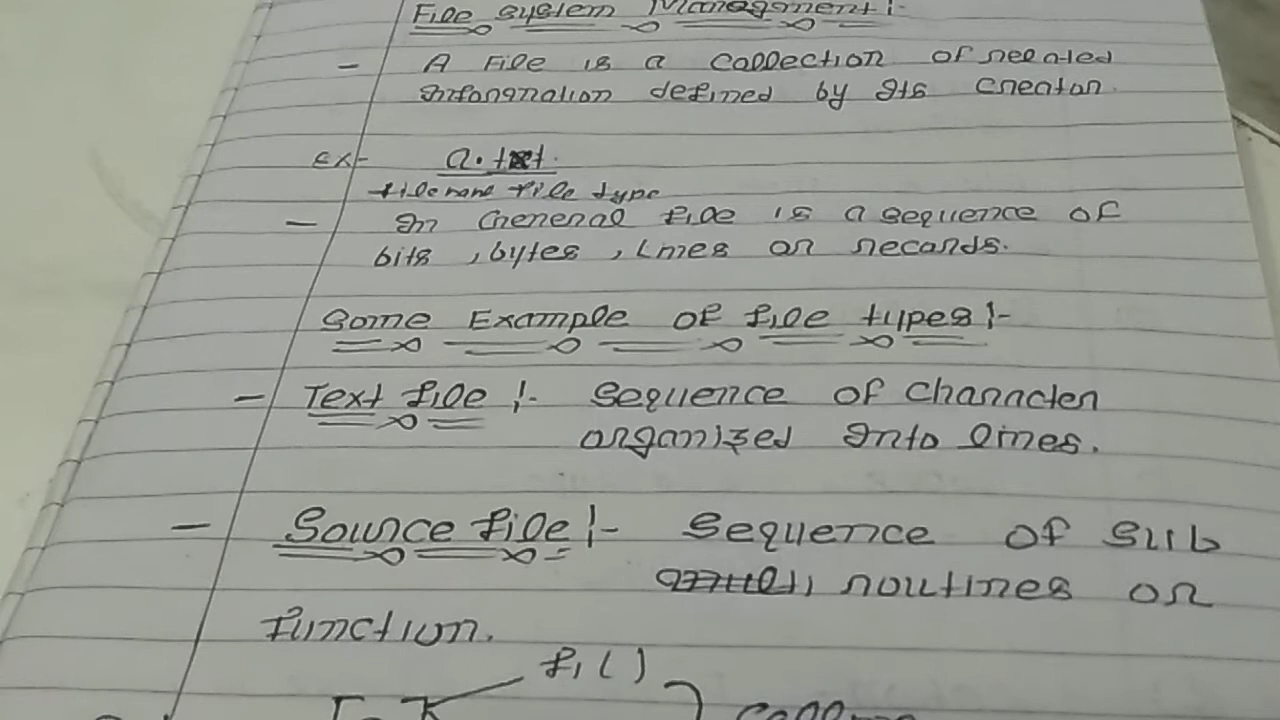 File System Management :-
- A File is a collection of related
information defined by its creator.
Ex- a.txt.
file name file type
- In General file is a sequence of
bits, bytes, lines or records.
Some Example of file types :-
- Text file :- Sequence of Character
organized into lines.
- Source file :- Sequence of Sub
routines or
function.
f1()